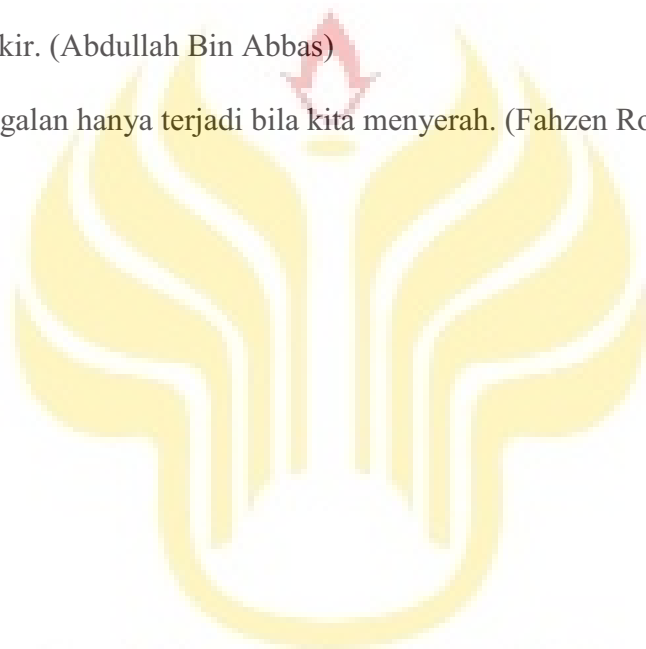 kir. (Abdullah Bin Abbas)
galan hanya terjadi bila kita menyerah. (Fahzen Ro